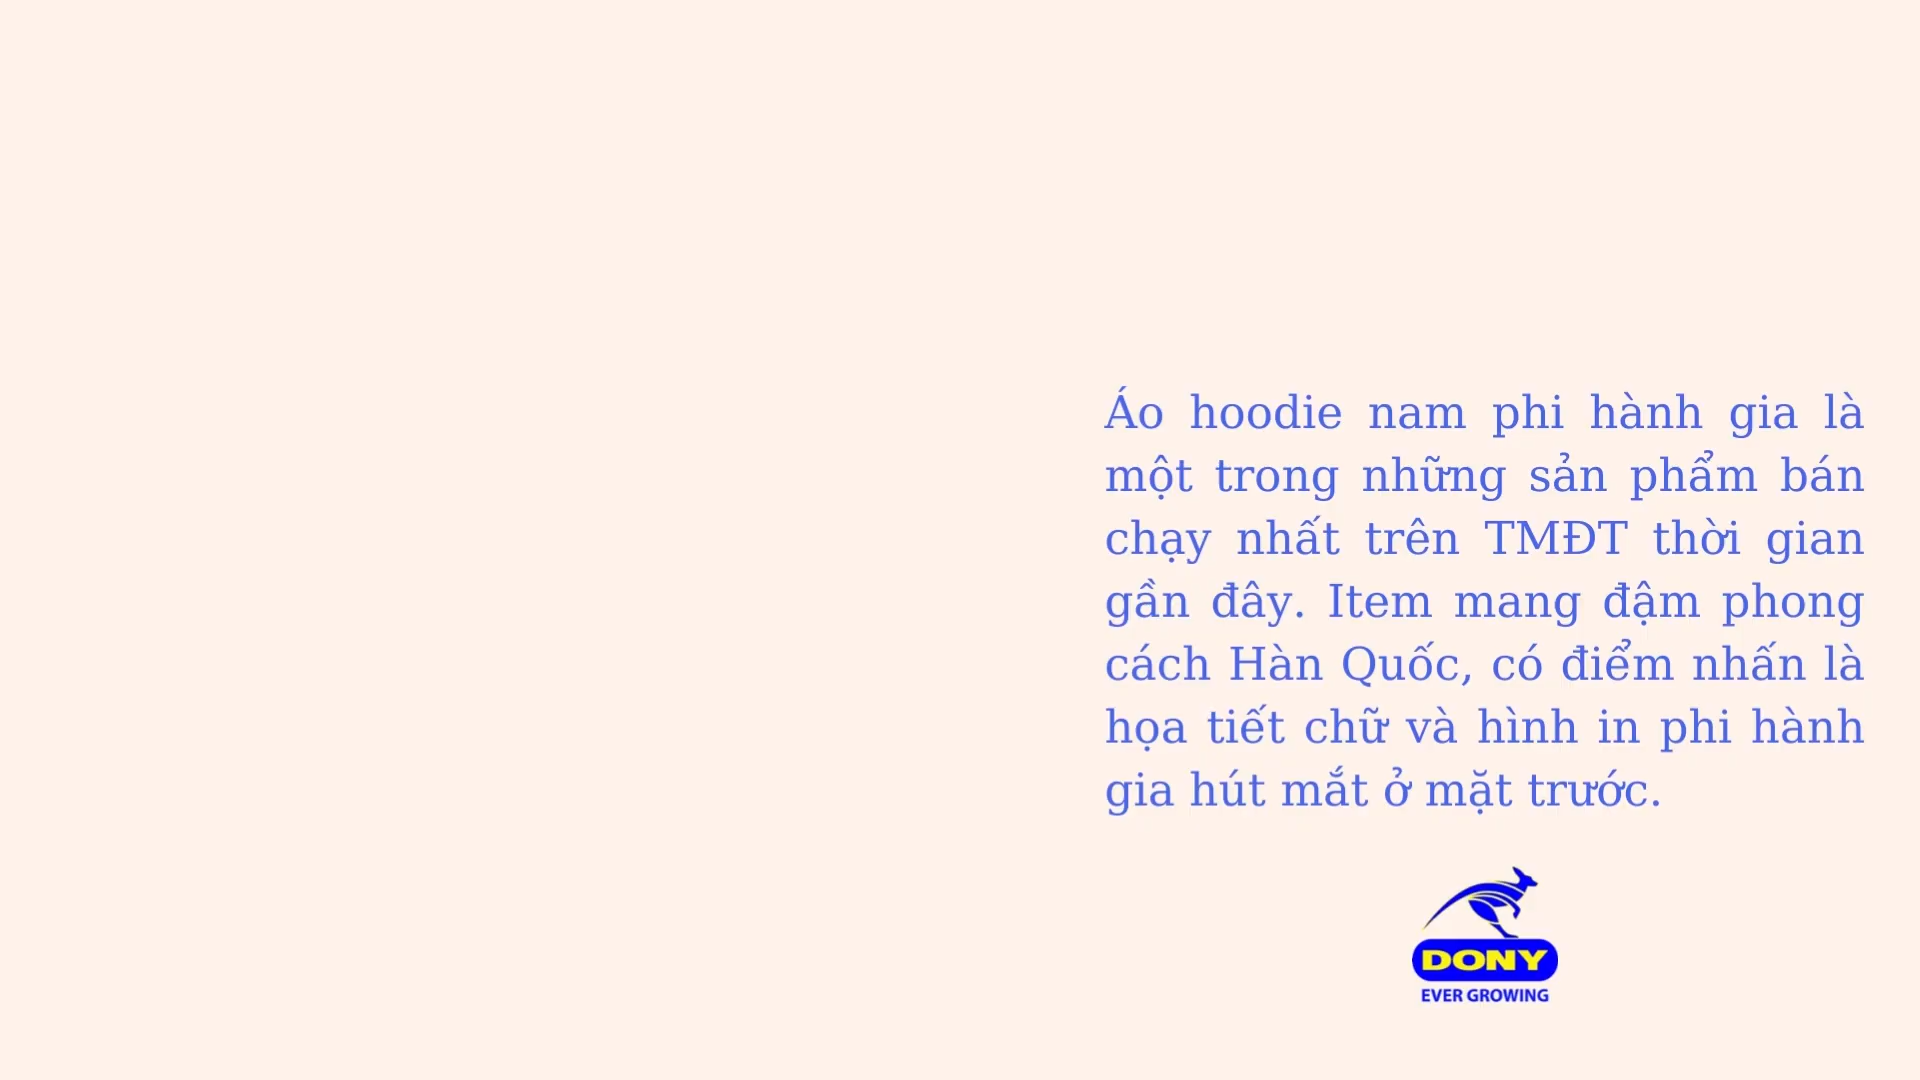 Áo hoodie nam phi hành gia là
một trong những sản phẩm bán
chạy nhất trên TMĐT thời gian
gần đây. Item mang đậm phong
cách Hàn Quốc, có điểm nhấn là
họa tiết chữ và hình in phi hành
gia hút mắt ở mặt trước.
DONY
EVER GROWING